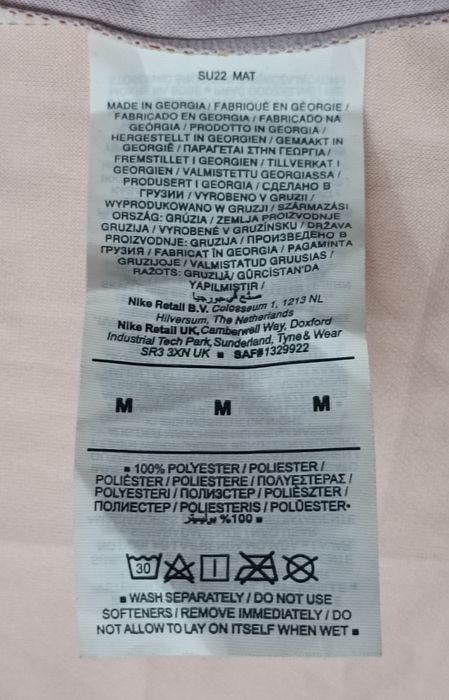 SU22 MAT
MADE IN GEORGIA / FABRIQUÉ EN GÉORGIE /
FABRICADO EN GEORGIA / FABRICADO NA
GEÓRGIA / PRODOTTO IN GEORGIA /
HERGESTELLT IN GEORGIEN / GEMAAKT IN
GEORGIË / ΠΑΡΑΓΕΤΑΙ ΣΤΗΝ ΓΕΩΡΓΙΑ /
FREMSTILLET I GEORGIEN / TILLVERKAT I
GEORGIEN / VALMISTETTU GEORGIASSA /
PRODUSERT I GEORGIA / СДЕЛАНО В
ГРУЗИИ / VYROBENO V GRUZII /
WYPRODUKOWANO W GRUZJI / SZÁRMAZÁSI
ORSZÁG: GRÚZIA / ZEMLJA PROIZVODNJE
GRUZIJA / VYROBENÉ V GRUZÍNSKU / DRŽAVA
PROIZVODNJE: GRUZIJA / ПРОИЗВЕДЕНО В
ГРУЗИЯ / FABRICAT ÎN GEORGIA / PAGAMINTA
GRUZIJOJE / VALMISTATUD GRUUSIAS /
RAŽOTS: GRUZIJĀ/ GÜRCİSTAN'DA
YAPILMIŞTIR /
صنع في جورجيا
Nike Retail B.V. Colosseum 1, 1213 NL
Hilversum, The Netherlands
Nike Retail UK, Camberwell Way, Doxford
Industrial Tech Park, Sunderland, Tyne & Wear
SR3 3XN UK ■ SAF#1329922
M M M
■ 100% POLYESTER / POLIESTER /
POLIÉSTER / POLIESTERE / ΠΟΛΥΕΣΤΕΡΑΣ /
POLYESTERI / ПОЛИЭСТЕР / POLIÉSZTER /
ПОЛИЕСТЕР / POLIESTERIS / POLÜESTER■
%100 بوليستر ■
30
■ WASH SEPARATELY / DO NOT USE
SOFTENERS / REMOVE IMMEDIATELY / DO
NOT ALLOW TO LAY ON ITSELF WHEN WET ■